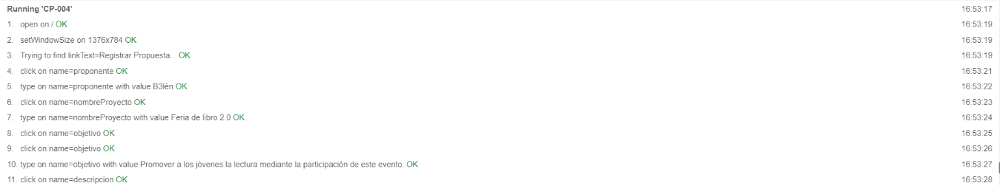 Running 'CP-004' 16:53:17
1. open on / OK 16:53:19
2. setWindowSize on 1376x784 OK 16:53:19
3. Trying to find linkText=Registrar Propuesta... OK 16:53:19
4. click on name=proponente OK 16:53:21
5. type on name=proponente with value B3lén OK 16:53:22
6. click on name=nombreProyecto OK 16:53:23
7. type on name=nombreProyecto with value Feria de libro 2.0 OK 16:53:24
8. click on name=objetivo OK 16:53:25
9. click on name=objetivo OK 16:53:26
10. type on name=objetivo with value Promover a los jóvenes la lectura mediante la participación de este evento. OK 16:53:27
11. click on name=descripcion OK 16:53:28